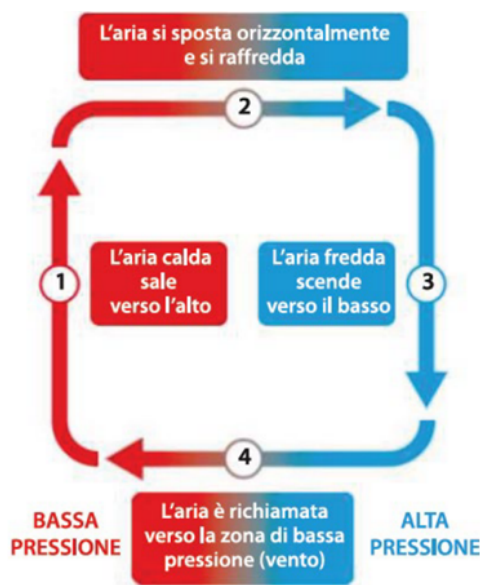 L'aria si sposta orizzontalmente
e si raffredda
2
1
L'aria calda
sale
verso l'alto
L'aria fredda
scende
verso il basso
3
4
BASSA
PRESSIONE
L'aria è richiamata
verso la zona di bassa
pressione (vento)
ALTA
PRESSIONE